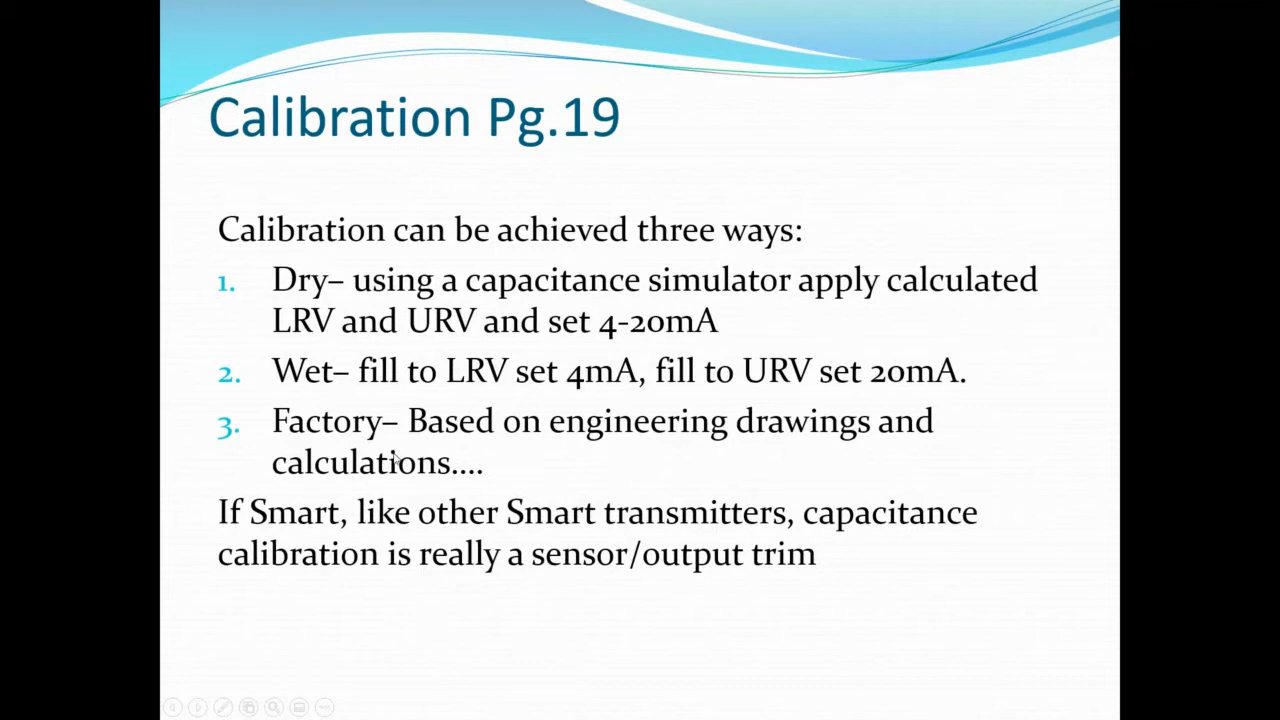 Calibration Pg.19
Calibration can be achieved three ways:
1. Dry– using a capacitance simulator apply calculated
LRV and URV and set 4-20mA
2. Wet– fill to LRV set 4mA, fill to URV set 20mA.
3. Factory– Based on engineering drawings and
calculations....
If Smart, like other Smart transmitters, capacitance
calibration is really a sensor/output trim